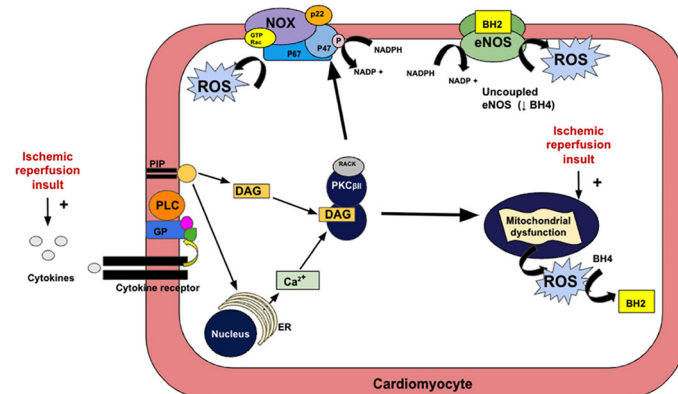 NOX
p22
GTP
Rac
P67
P47
P
NADPH
NADP +
ROS
BH2
eNOS
NADPH
NADP +
ROS
Uncoupled
eNOS (↓ BH4)
Ischemic
reperfusion
insult
+
Cytokines
PIP
PLC
GP
Cytokine receptor
DAG
RACK
PKCβII
DAG
Ca2+
ER
Nucleus
Ischemic
reperfusion
insult
+
Mitochondrial
dysfunction
ROS
BH4
BH2
Cardiomyocyte